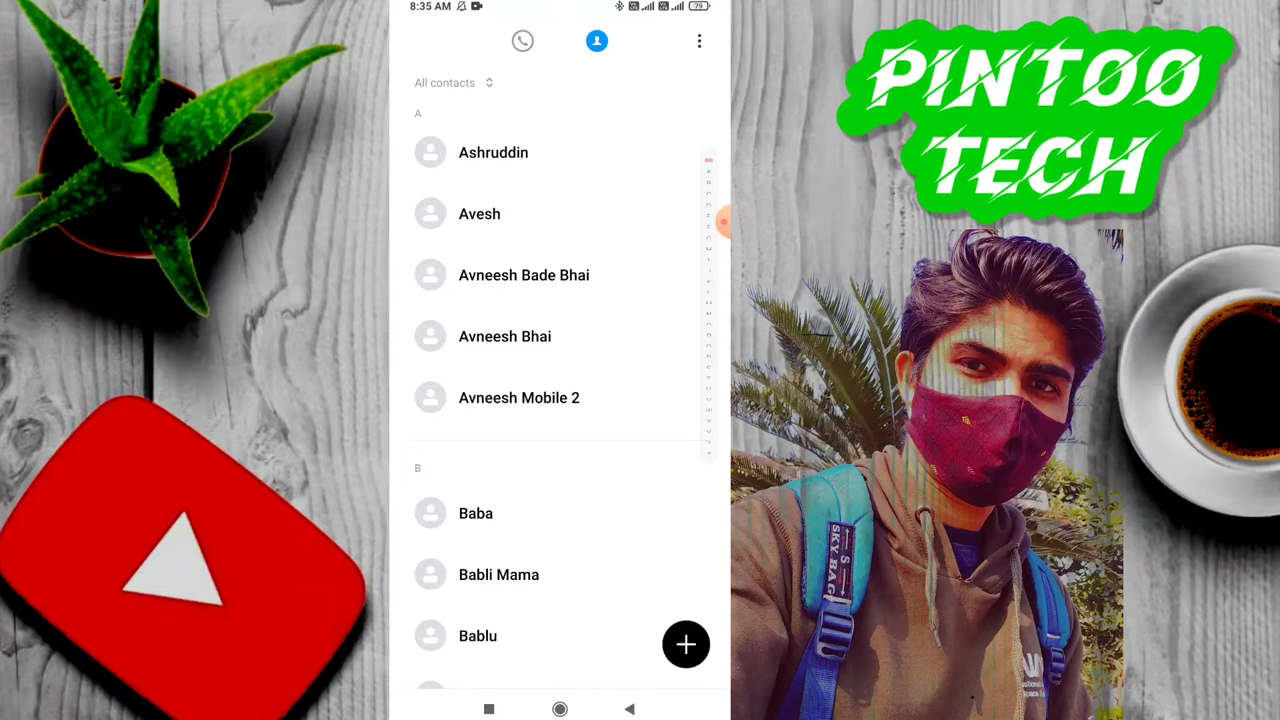 8:35 AM
79
All contacts
A
Ashruddin
Avesh
Avneesh Bade Bhai
Avneesh Bhai
Avneesh Mobile 2
B
Baba
Babli Mama
Bablu
PINTOO
TECH
SKY BAG S